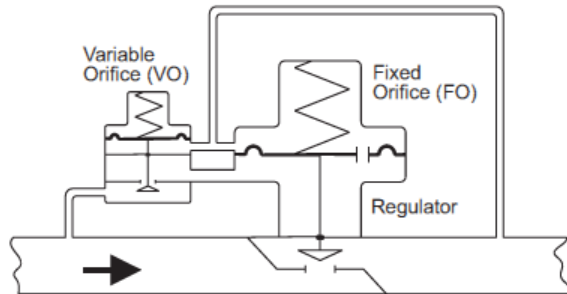 Variable
Orifice (VO)
Fixed
Orifice (FO)
Regulator